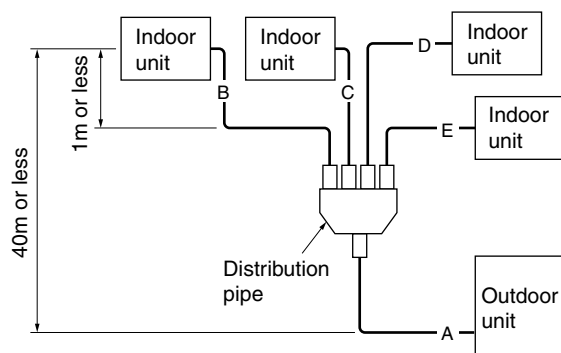 Indoor
unit
Indoor
unit
D
Indoor
unit
B
C
1m or less
E
Indoor
unit
40m or less
Distribution
pipe
A
Outdoor
unit